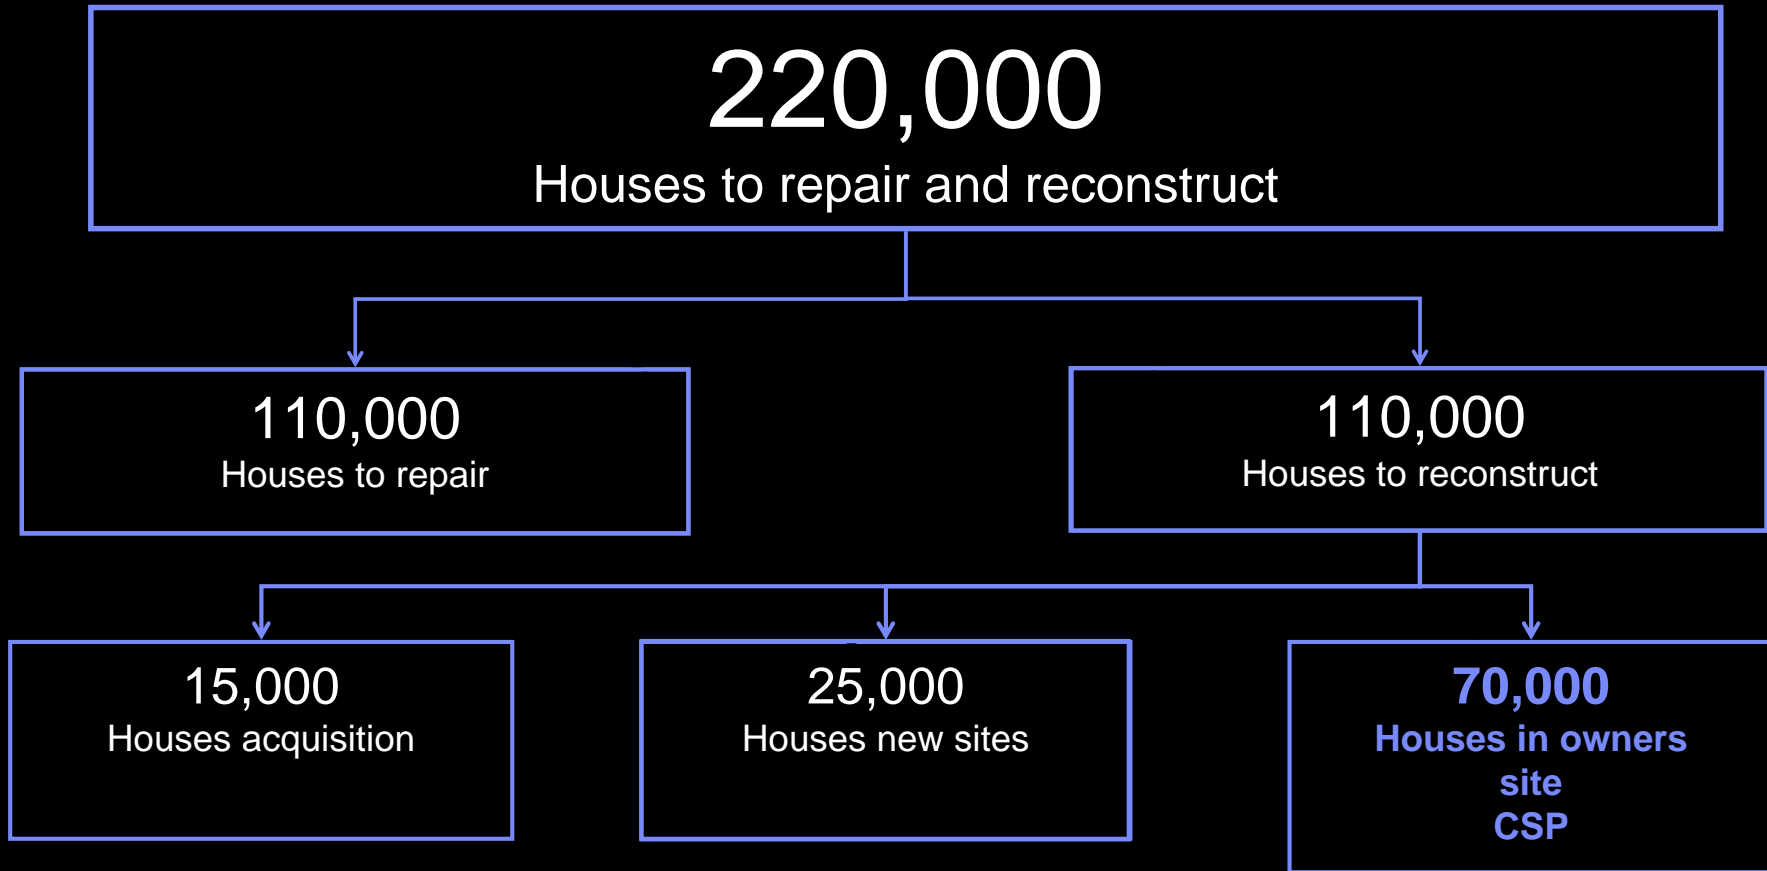 220,000
Houses to repair and reconstruct
110,000
Houses to repair
110,000
Houses to reconstruct
15,000
Houses acquisition
25,000
Houses new sites
70,000
Houses in owners
site
CSP